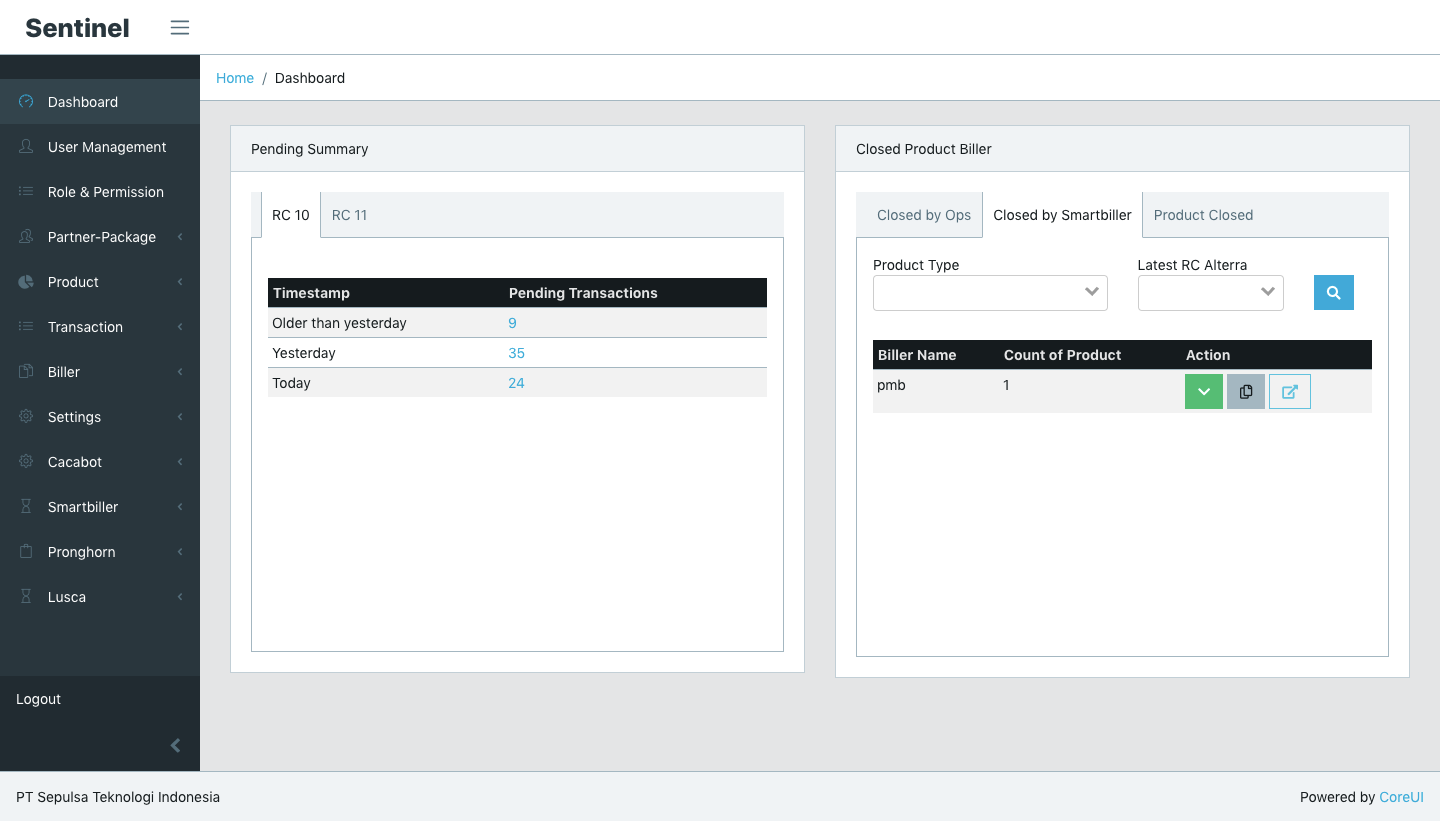 Sentinel
Home / Dashboard
Dashboard
User Management
Role & Permission
Partner-Package
Product
Transaction
Biller
Settings
Cacabot
Smartbiller
Pronghorn
Lusca
Logout
Pending Summary
RC 10 RC 11
Timestamp Pending Transactions
Older than yesterday 9
Yesterday 35
Today 24
Closed Product Biller
Closed by Ops Closed by Smartbiller Product Closed
Product Type Latest RC Alterra
Biller Name Count of Product Action
pmb 1
PT Sepulsa Teknologi Indonesia Powered by CoreUI